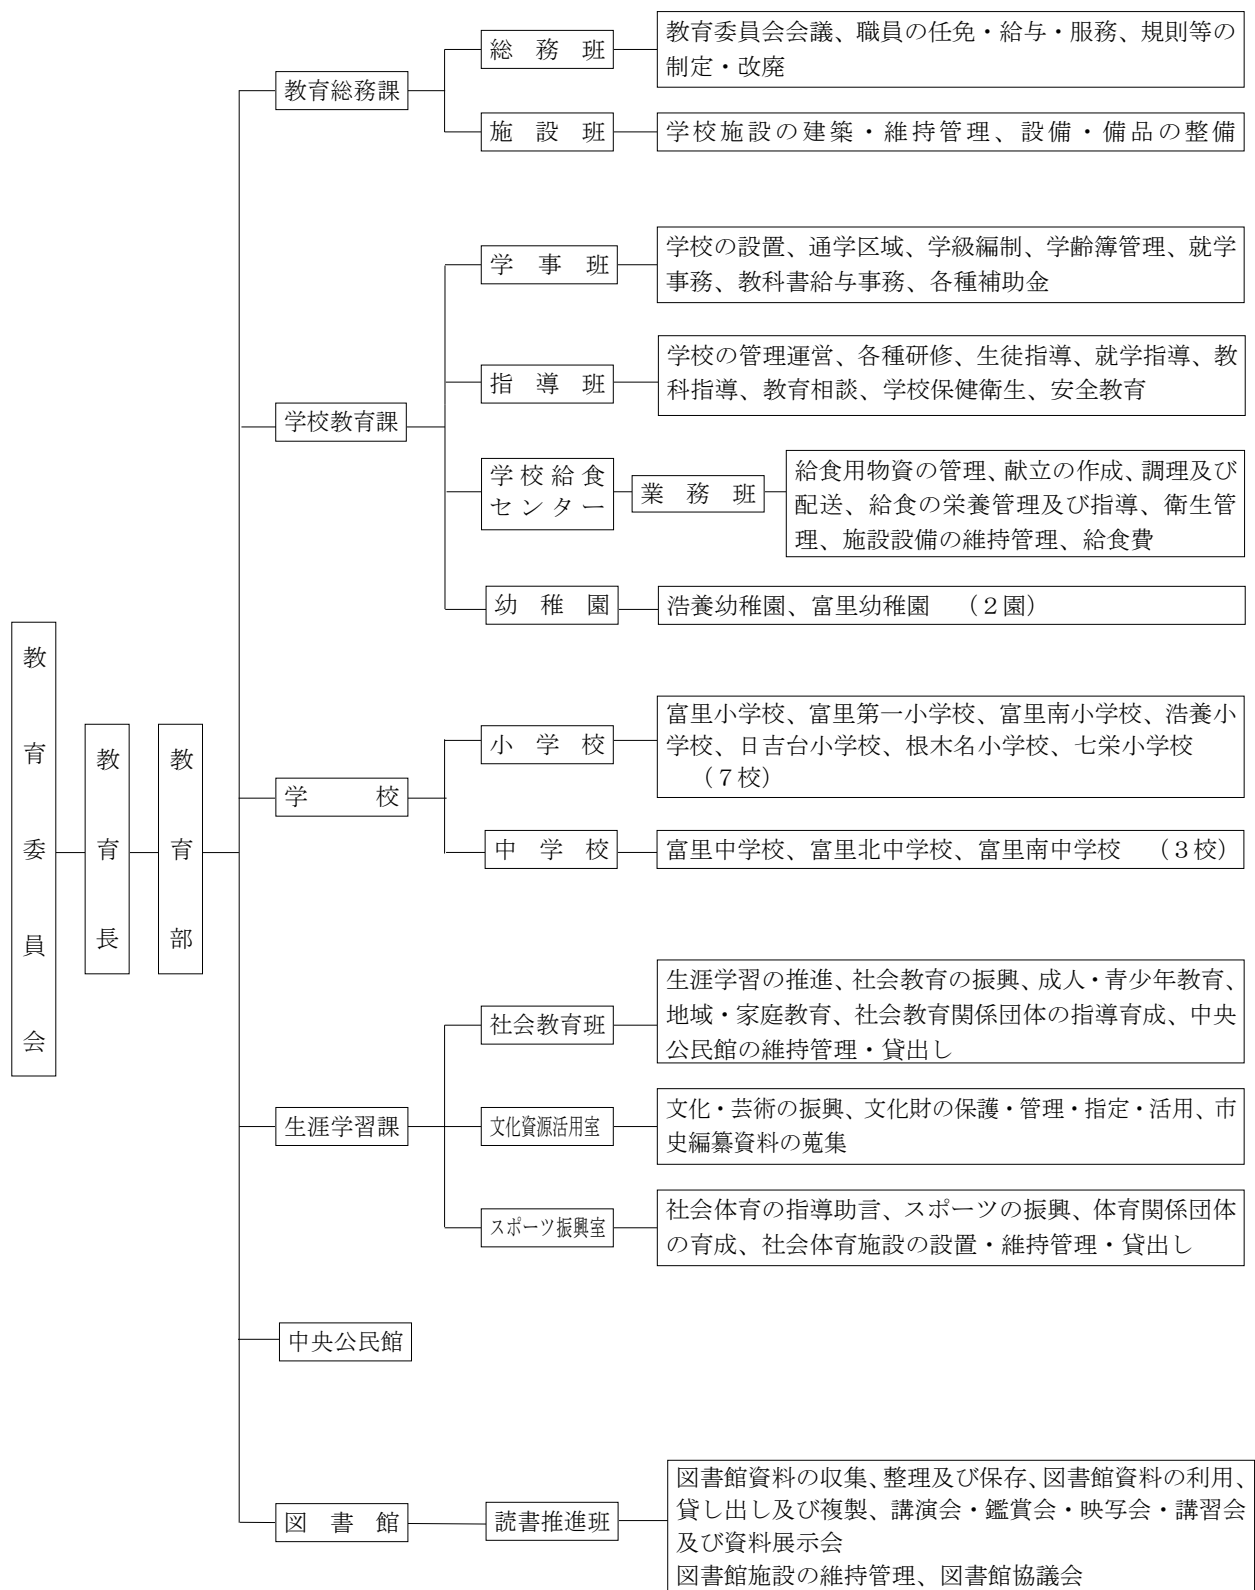 教育委員会
教育長
教育部
教育総務課
総務班
教育委員会会議、職員の任免・給与・服務、規則等の
制定・改廃
施設班
学校施設の建築・維持管理、設備・備品の整備
学校教育課
学事班
学校の設置、通学区域、学級編制、学齢簿管理、就学
事務、教科書給与事務、各種補助金
指導班
学校の管理運営、各種研修、生徒指導、就学指導、教
科指導、教育相談、学校保健衛生、安全教育
学校給食
センター
業務班
給食用物資の管理、献立の作成、調理及び
配送、給食の栄養管理及び指導、衛生管
理、施設設備の維持管理、給食費
幼稚園
浩養幼稚園、富里幼稚園 (2園)
学校
小学校
富里小学校、富里第一小学校、富里南小学校、浩養小
学校、日吉台小学校、根木名小学校、七栄小学校
(7校)
中学校
富里中学校、富里北中学校、富里南中学校 (3校)
生涯学習課
社会教育班
生涯学習の推進、社会教育の振興、成人・青少年教育、
地域・家庭教育、社会教育関係団体の指導育成、中央
公民館の維持管理・貸出し
文化資源活用室
文化・芸術の振興、文化財の保護・管理・指定・活用、市
史編纂資料の蒐集
スポーツ振興室
社会体育の指導助言、スポーツの振興、体育関係団体
の育成、社会体育施設の設置・維持管理・貸出し
中央公民館
図書館
読書推進班
図書館資料の収集、整理及び保存、図書館資料の利用、
貸し出し及び複製、講演会・鑑賞会・映写会・講習会
及び資料展示会
図書館施設の維持管理、図書館協議会